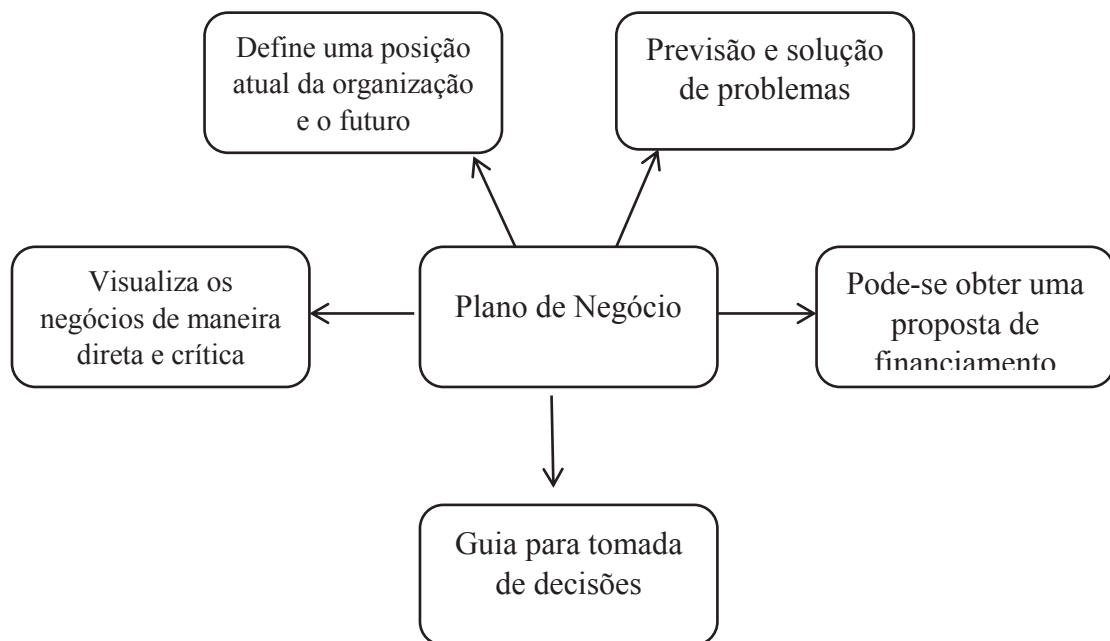 Define uma posição
atual da organização
e o futuro
Previsão e solução
de problemas
Visualiza os
negócios de maneira
direta e crítica
Plano de Negócio
Pode-se obter uma
proposta de
financiamento
Guia para tomada
de decisões